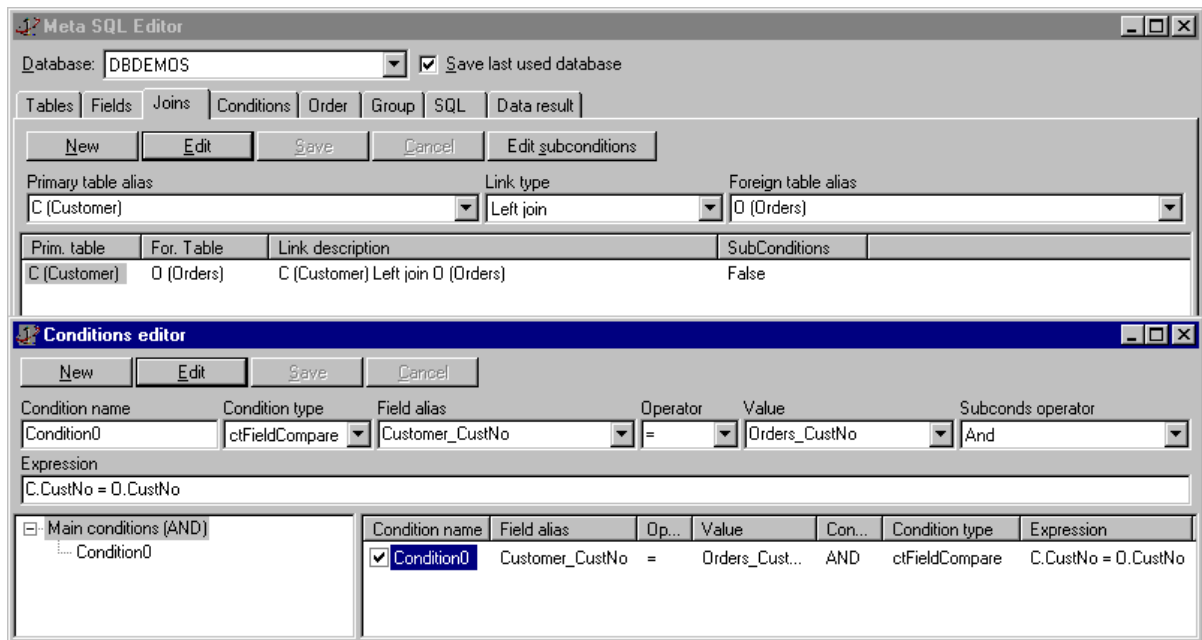 Meta SQL Editor
Database: DBDEMOS Save last used database
Tables Fields Joins Conditions Order Group SQL Data result
New Edit Save Cancel Edit subconditions
Primary table alias Link type Foreign table alias
C (Customer) Left join O (Orders)
Prim. table For. Table Link description SubConditions
C (Customer) O (Orders) C (Customer) Left join O (Orders) False
Conditions editor
New Edit Save Cancel
Condition name Condition type Field alias Operator Value Subconds operator
Condition0 ctFieldCompare Customer_CustNo = Orders_CustNo And
Expression
C.CustNo = O.CustNo
Main conditions (AND) Condition name Field alias Op... Value Con... Condition type Expression
Condition0 Condition0 Customer_CustNo = Orders_Cust... AND ctFieldCompare C.CustNo = O.CustNo